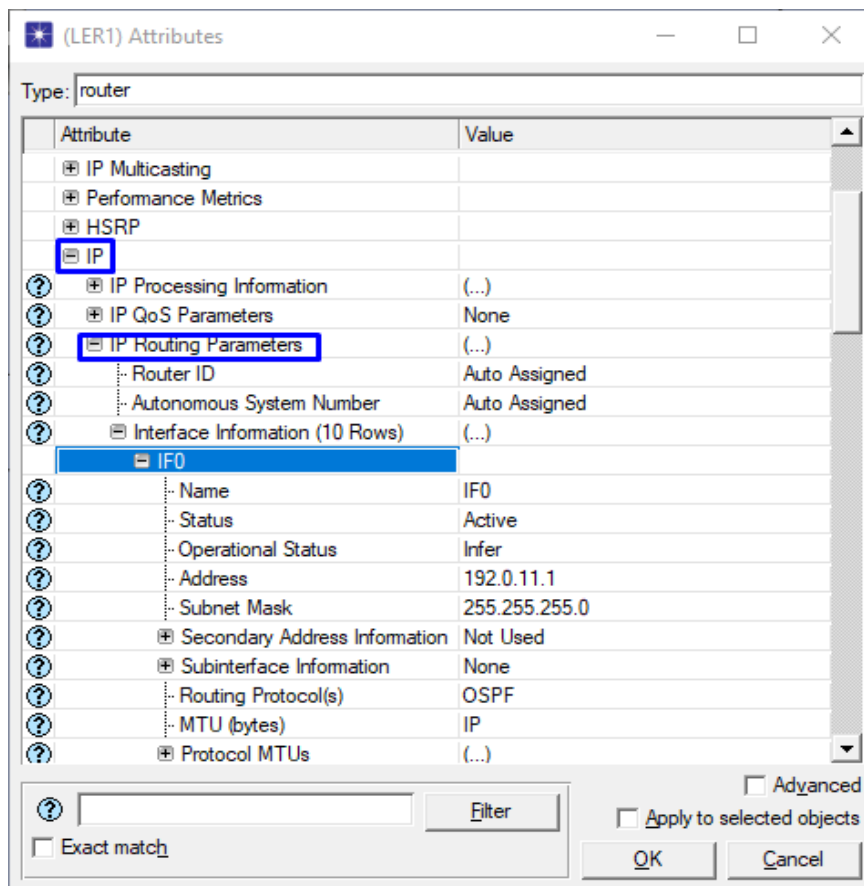 (LER1) Attributes
Type: router
Attribute Value
IP Multicasting
Performance Metrics
HSRP
IP
IP Processing Information (...)
IP QoS Parameters None
IP Routing Parameters (...)
Router ID Auto Assigned
Autonomous System Number Auto Assigned
Interface Information (10 Rows) (...)
IF0
Name IF0
Status Active
Operational Status Infer
Address 192.0.11.1
Subnet Mask 255.255.255.0
Secondary Address Information Not Used
Subinterface Information None
Routing Protocol(s) OSPF
MTU (bytes) IP
Protocol MTUs (...)
Advanced
Filter
Apply to selected objects
Exact match
OK Cancel